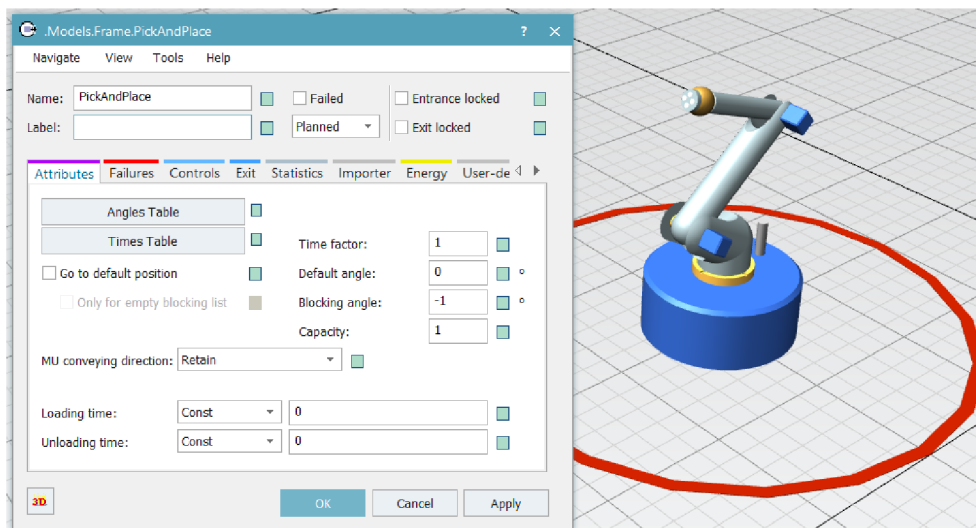 .Models.Frame.PickAndPlace ? ×
Navigate View Tools Help
Name: PickAndPlace Failed Entrance locked
Label: Planned Exit locked
Attributes Failures Controls Exit Statistics Importer Energy User-de
Angles Table
Times Table
Time factor: 1
Go to default position Default angle: 0 °
Only for empty blocking list Blocking angle: -1 °
Capacity: 1
MU conveying direction: Retain
Loading time: Const 0
Unloading time: Const 0
3D OK Cancel Apply